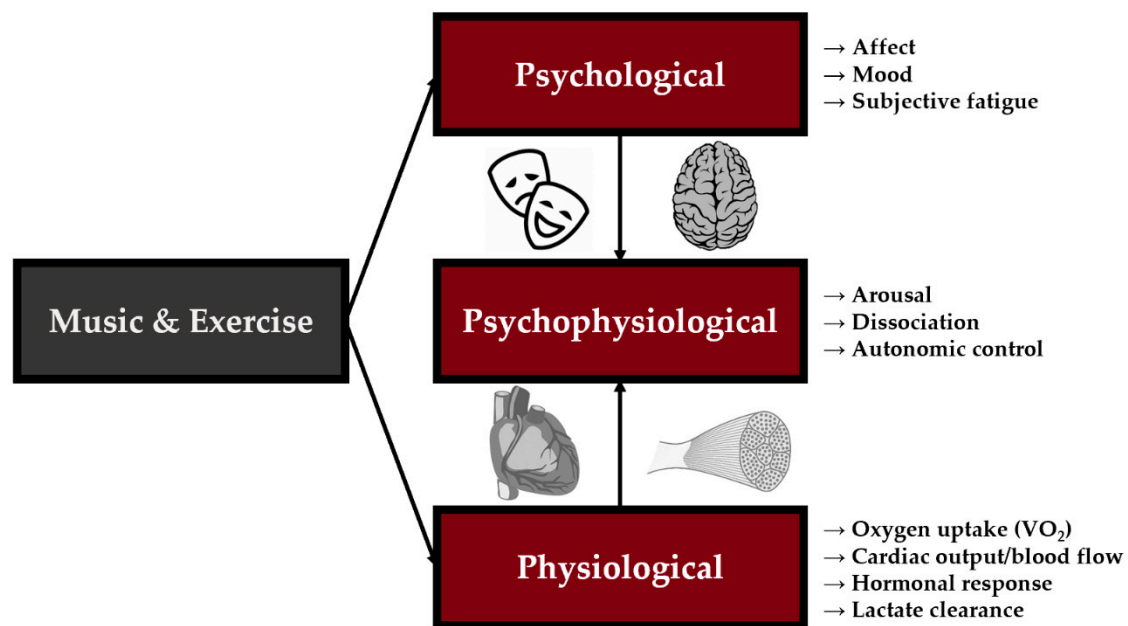 Psychological
→ Affect
→ Mood
→ Subjective fatigue
Music & Exercise
Psychophysiological
→ Arousal
→ Dissociation
→ Autonomic control
Physiological
→ Oxygen uptake (VO₂)
→ Cardiac output/blood flow
→ Hormonal response
→ Lactate clearance